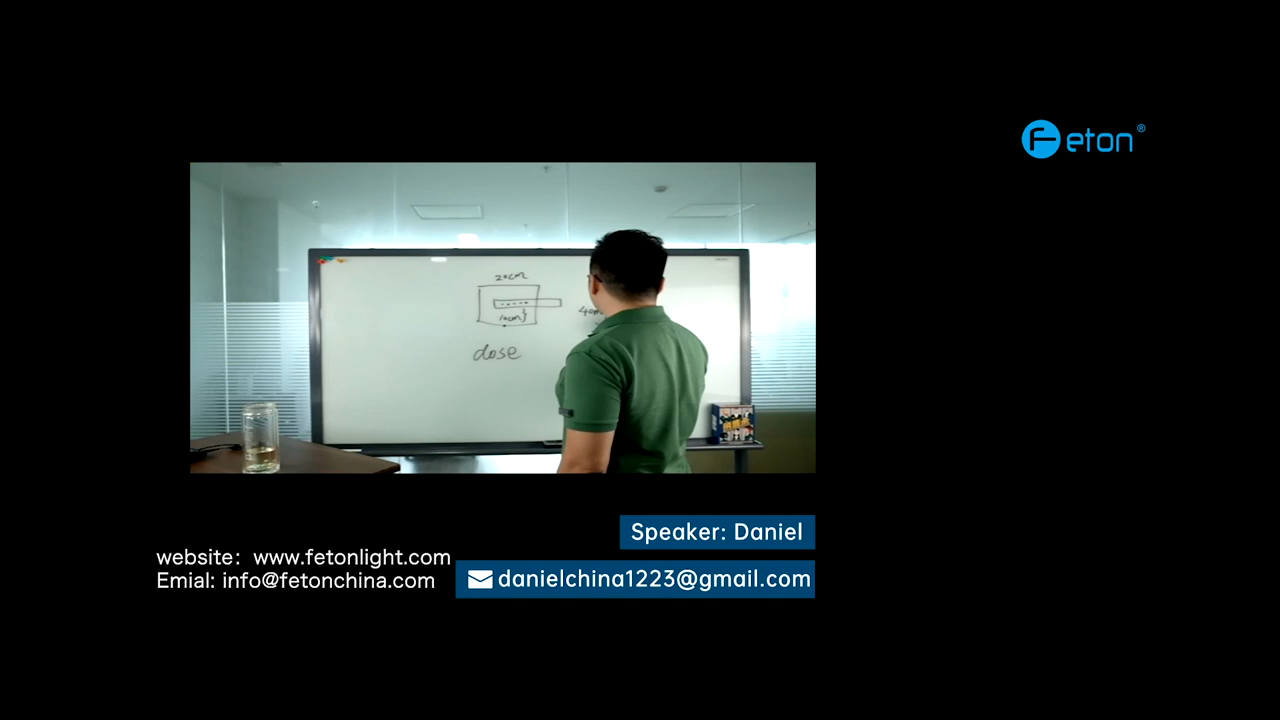 Feton®
20cm
10cm
dose
Speaker: Daniel
website: www.fetonlight.com
Emial: info@fetonchina.com
danielchina1223@gmail.com